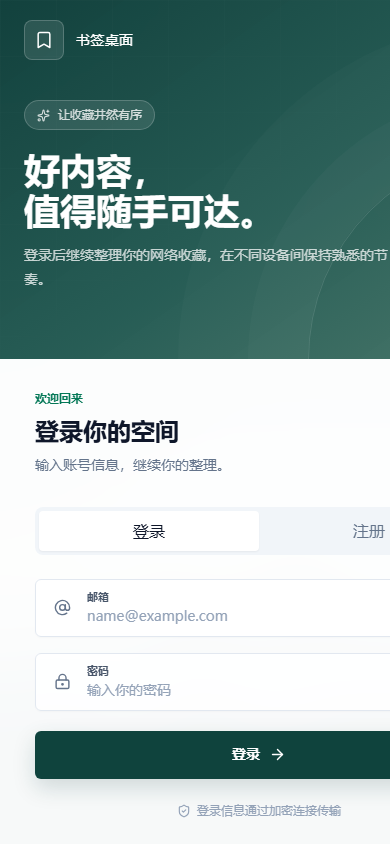 书签桌面
让收藏井然有序
好内容，
值得随手可达。
登录后继续整理你的网络收藏，在不同设备间保持熟悉的节
奏。
欢迎回来
登录你的空间
输入账号信息，继续你的整理。
登录
注册
邮箱
name@example.com
密码
输入你的密码
登录
登录信息通过加密连接传输